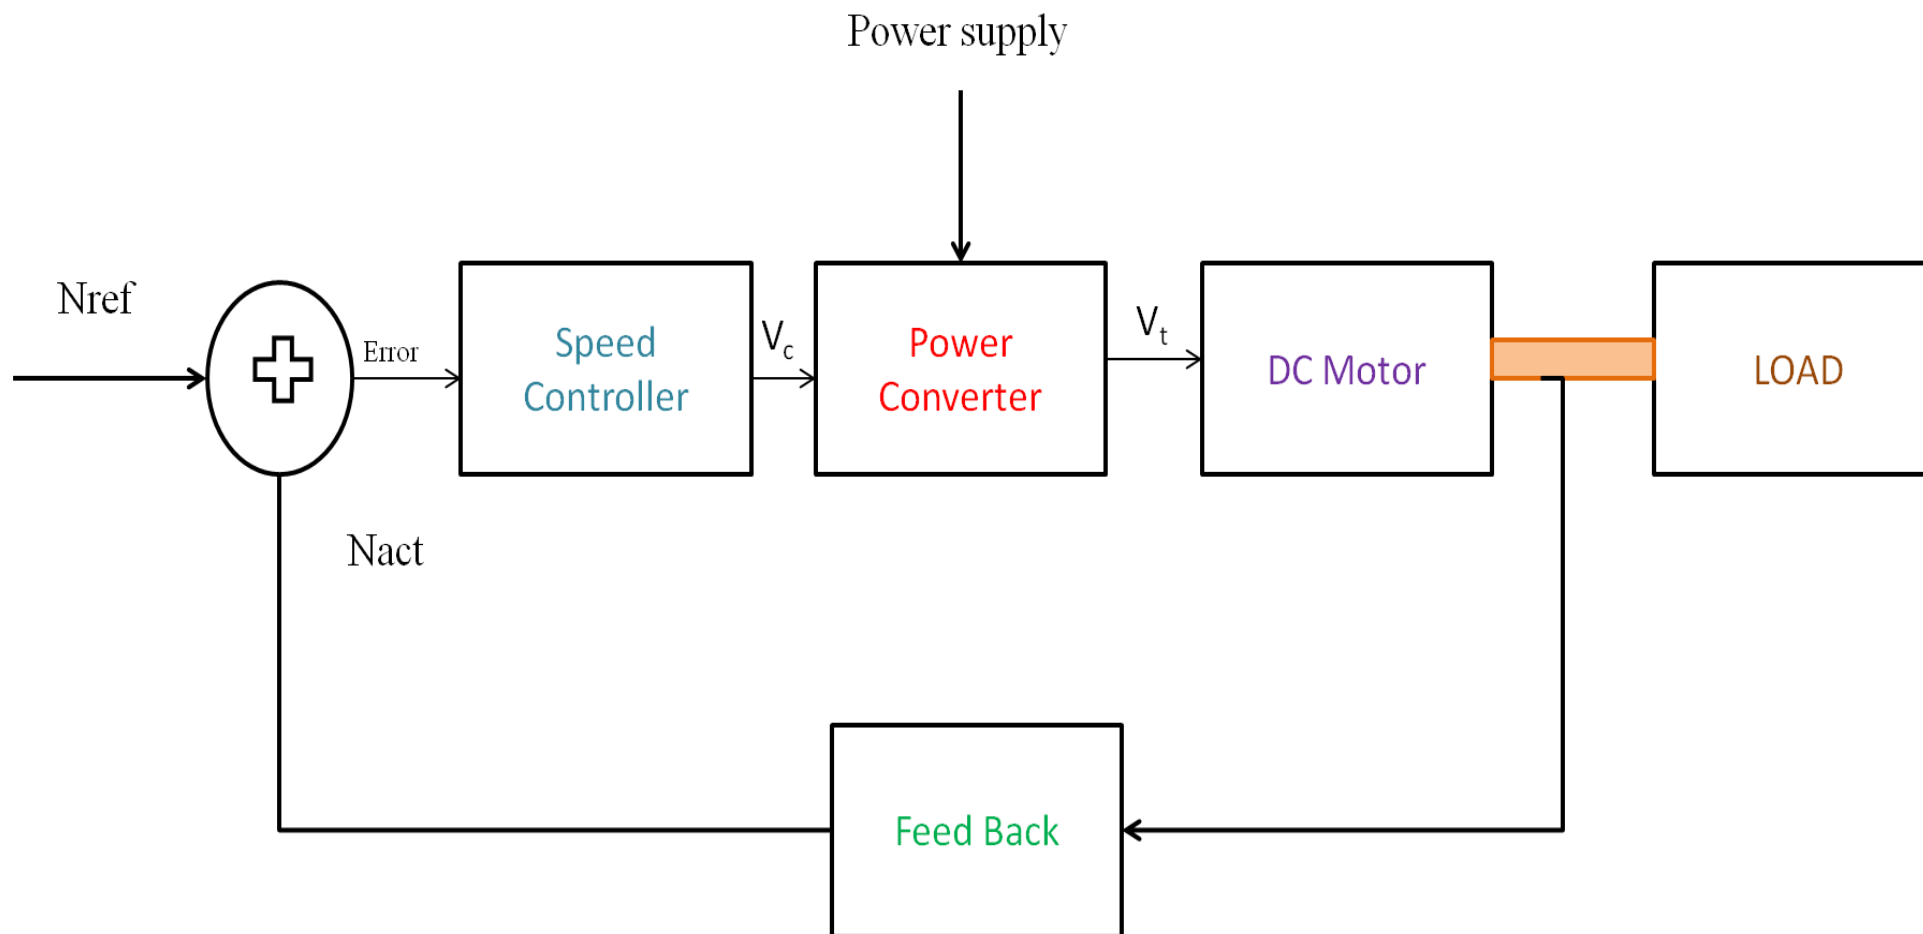 Power supply
Nref
Error
Speed
Controller
Vc
Power
Converter
Vt
DC Motor
LOAD
Nact
Feed Back